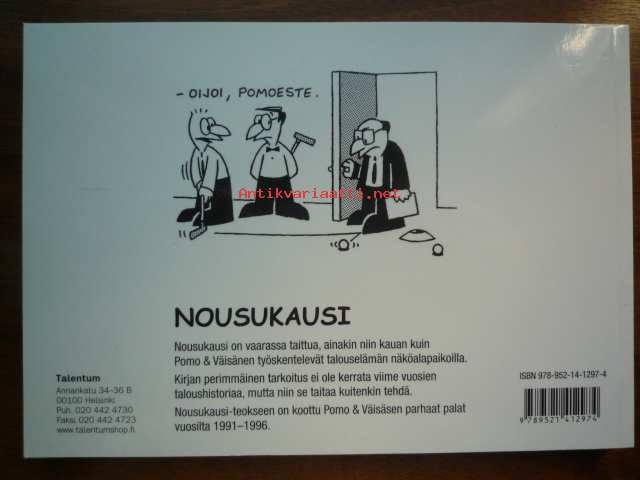 - OIJOI, POMOESTE.
Antikvariaatti.net
NOUSUKAUSI
Nousukausi on vaarassa taittua, ainakin niin kauan kuin
Pomo & Väisänen työskentelevät talouselämän näköalapaikoilla.
Kirjan perimmäinen tarkoitus ei ole kerrata viime vuosien
taloushistoriaa, mutta niin se taitaa kuitenkin tehdä.
Nousukausi-teokseen on koottu Pomo & Väisäsen parhaat palat
vuosilta 1991–1996.
Talentum
Annankatu 34-36 B
00100 Helsinki
Puh. 020 442 4730
Faksi 020 442 4723
www.talentumshop.fi
ISBN 978-952-14-1297-4
9 789521 412974